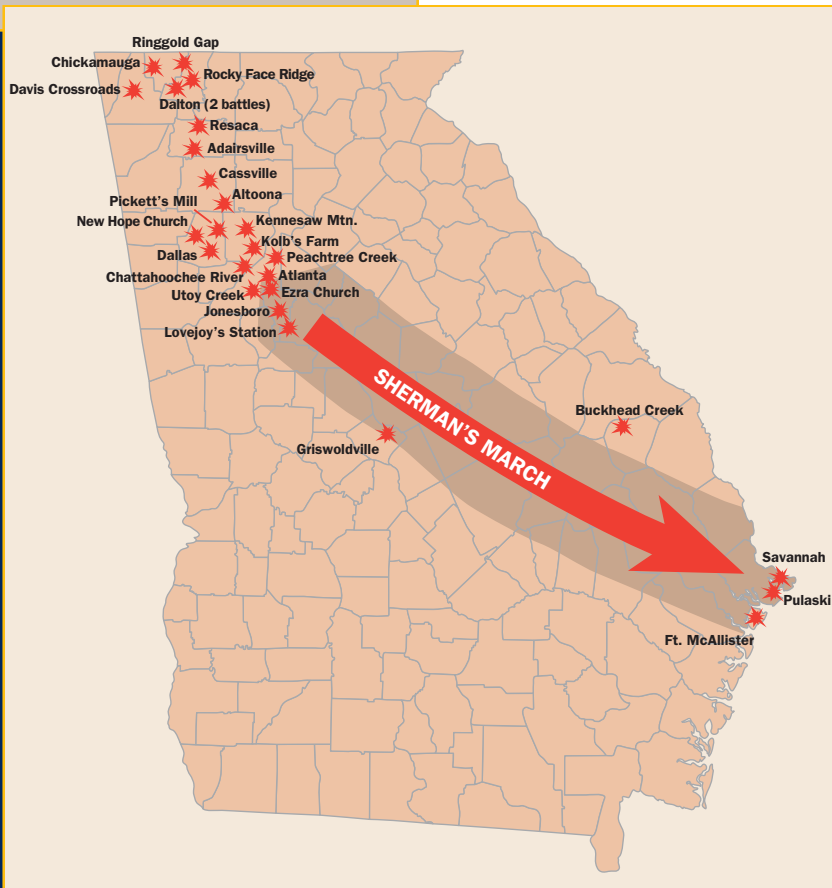 Ringgold Gap
Chickamauga
Rocky Face Ridge
Davis Crossroads
Dalton (2 battles)
Resaca
Adairsville
Cassville
Altoona
Pickett's Mill
New Hope Church
Kennesaw Mtn.
Kolb's Farm
Dallas
Peachtree Creek
Chattahoochee River
Atlanta
Utoy Creek
Ezra Church
Jonesboro
Lovejoy's Station
SHERMAN'S MARCH
Buckhead Creek
Griswoldville
Savannah
Pulaski
Ft. McAllister